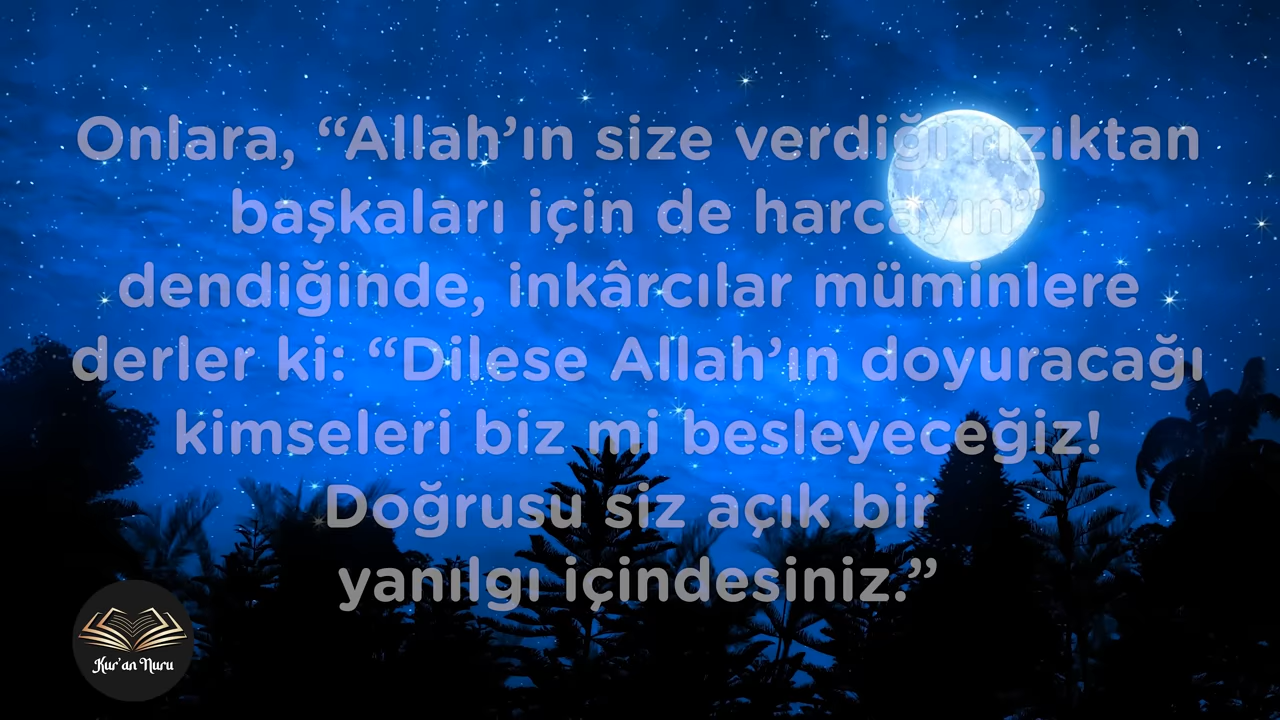 Onlara, “Allah’ın size verdiği rızıktan
başkaları için de harcayın”
dendiğinde, inkârcılar müminlere
derler ki: “Dilese Allah’ın doyuracağı
kimseleri biz mi besleyeceğiz!
Doğrusu siz açık bir
yanılgı içindesiniz.”
Kur’an Nuru